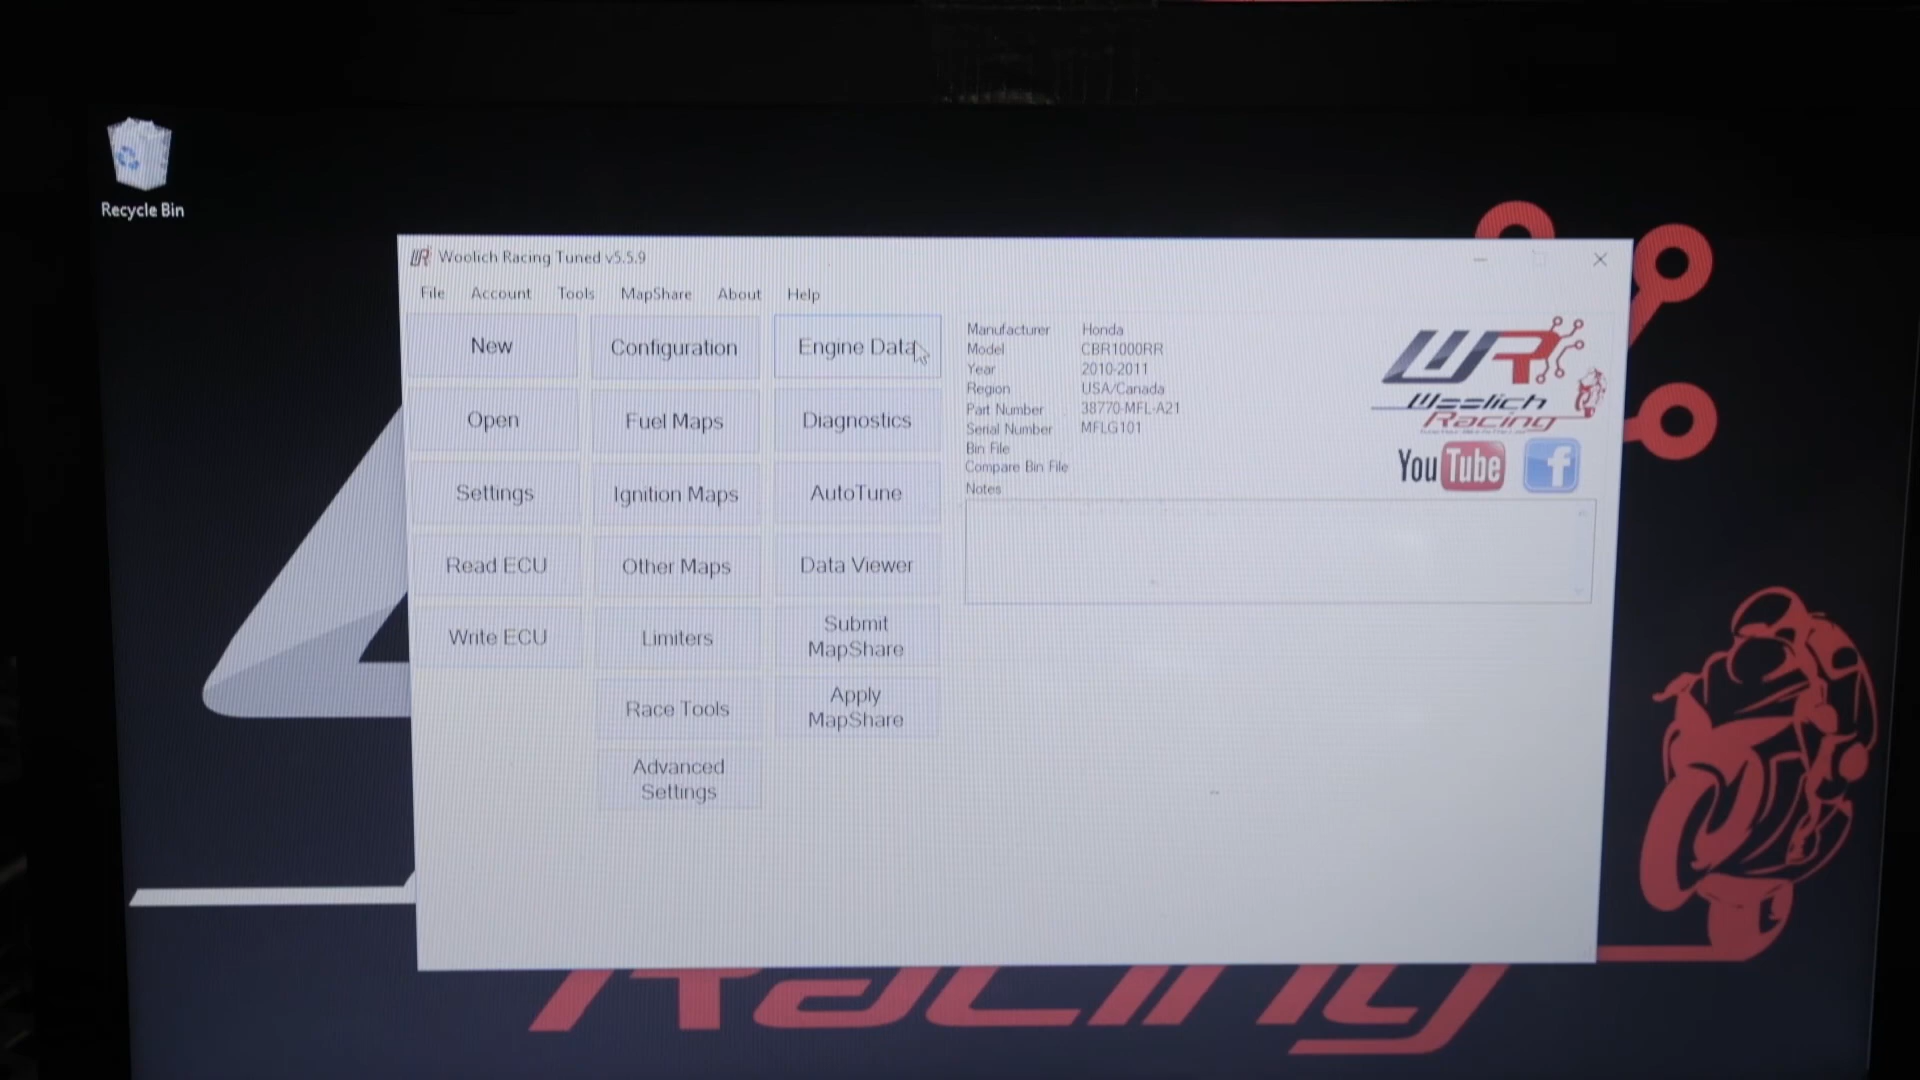 Recycle Bin
Woolich Racing Tuned v5.5.9
File Account Tools MapShare About Help
New
Configuration
Engine Data
Open
Fuel Maps
Diagnostics
Settings
Ignition Maps
AutoTune
Read ECU
Other Maps
Data Viewer
Write ECU
Limiters
Submit
MapShare
Race Tools
Apply
MapShare
Advanced
Settings
Manufacturer Honda
Model CBR1000RR
Year 2010-2011
Region USA/Canada
Part Number 38770-MFL-A21
Serial Number MFLG101
Bin File
Compare Bin File
Notes
WR
Woolich
Racing
YouTube
f
Racing